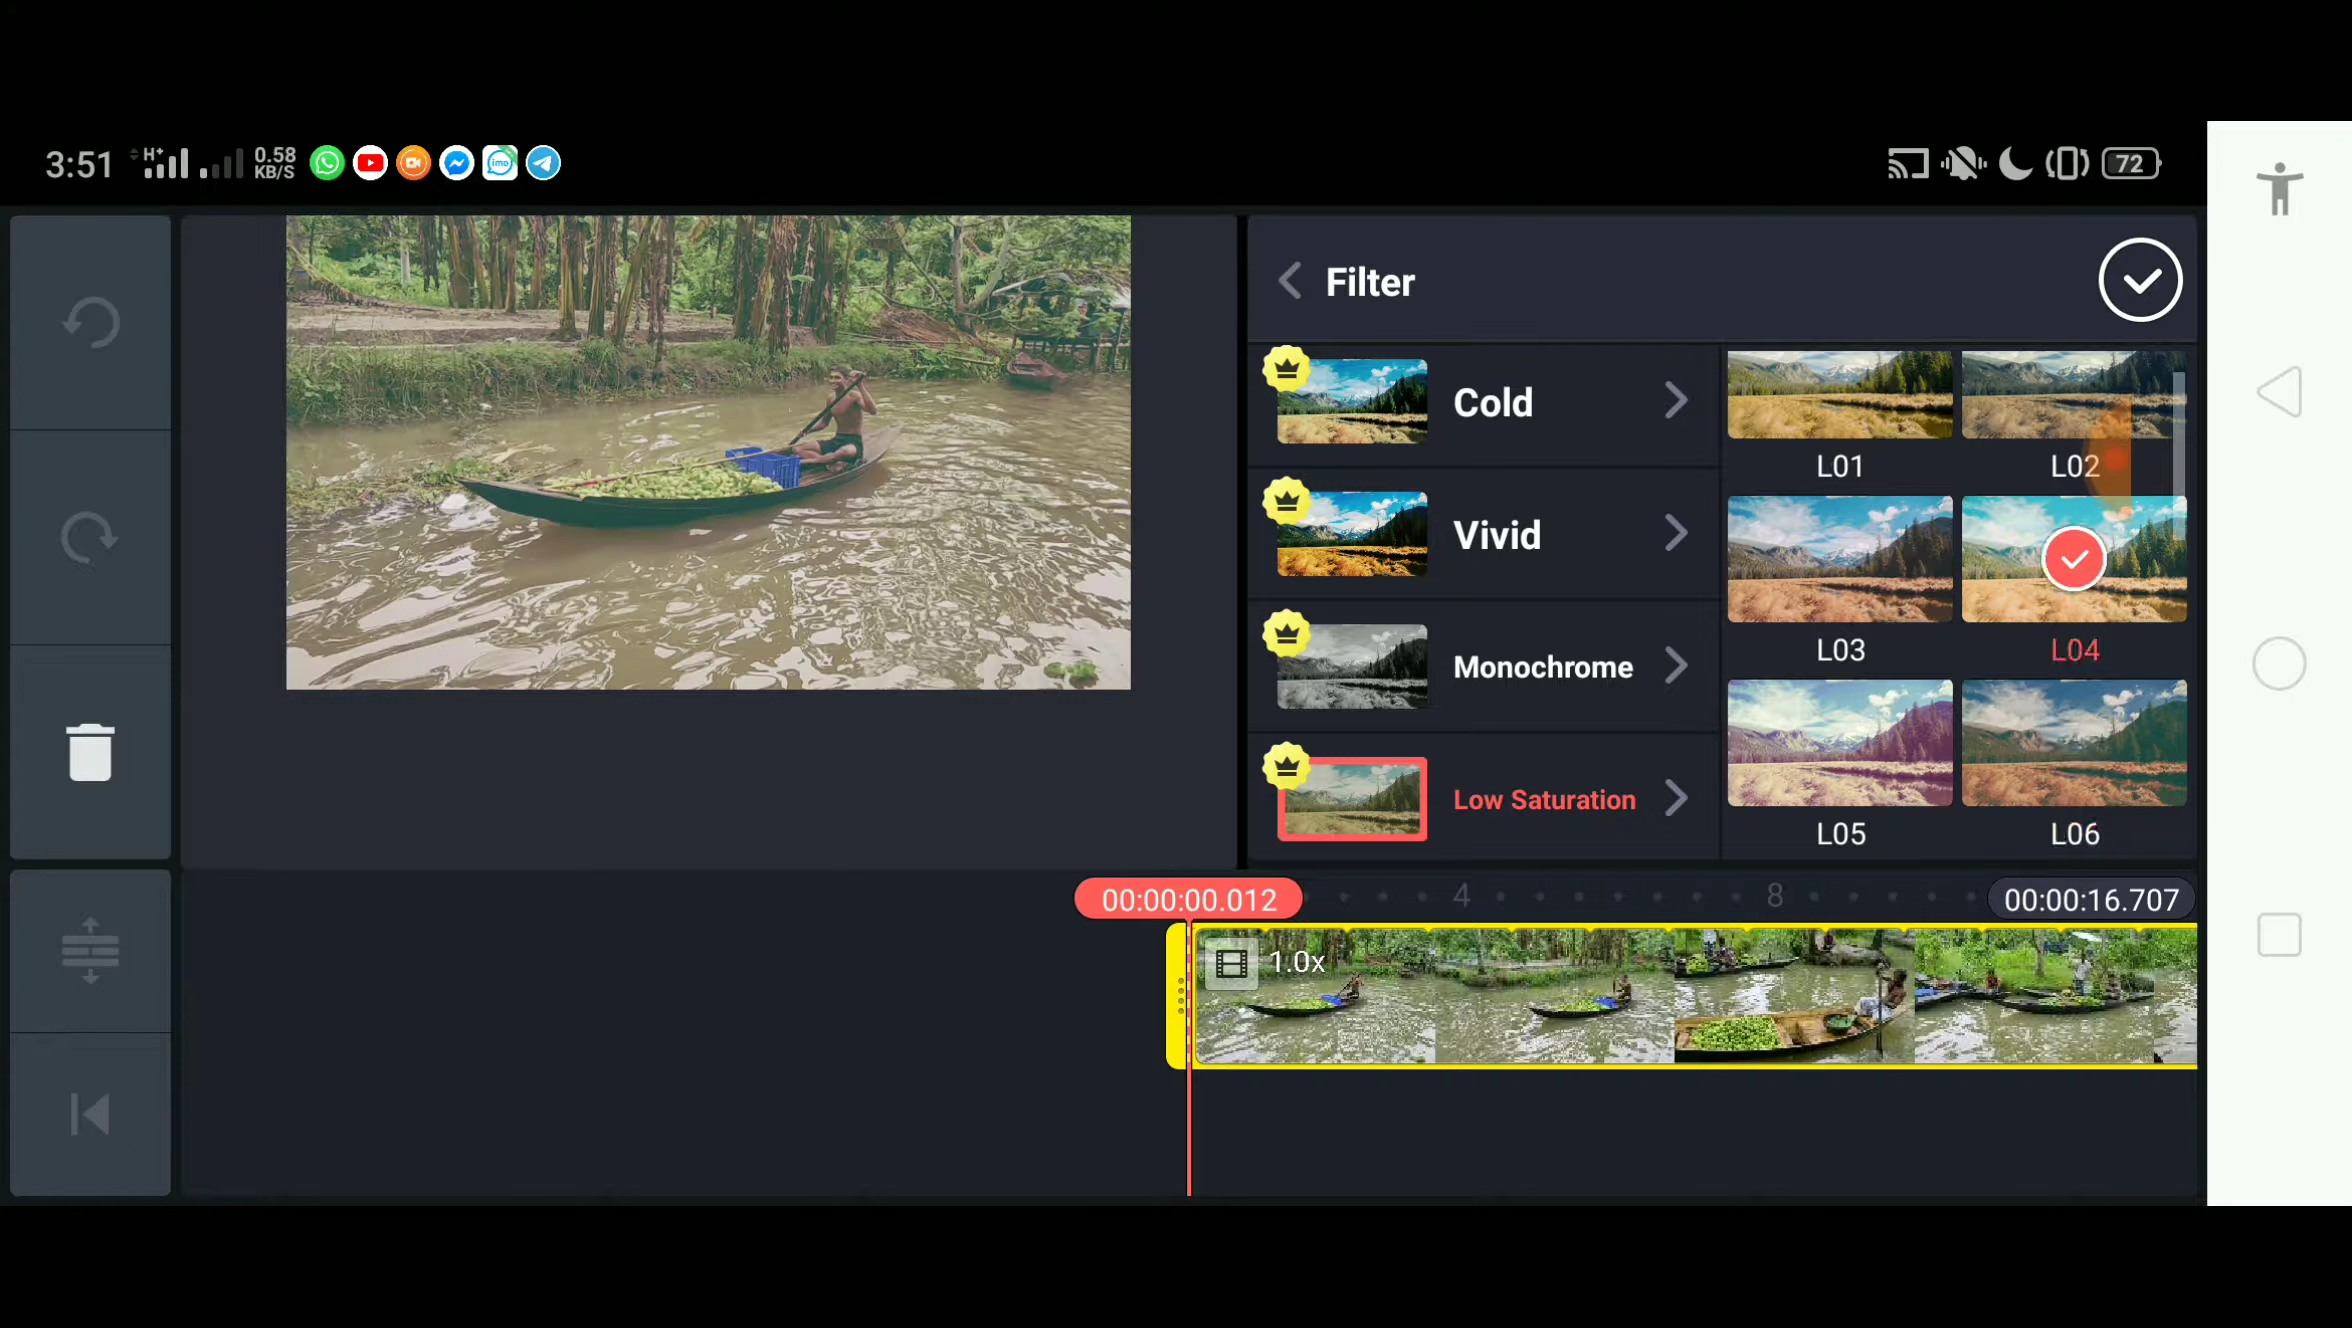 3:51 H+ 0.58 KB/S imo 72
Filter
Cold
Vivid
Monochrome
Low Saturation
L01 L02
L03 L04
L05 L06
00:00:00.012 4 8 00:00:16.707
1.0x